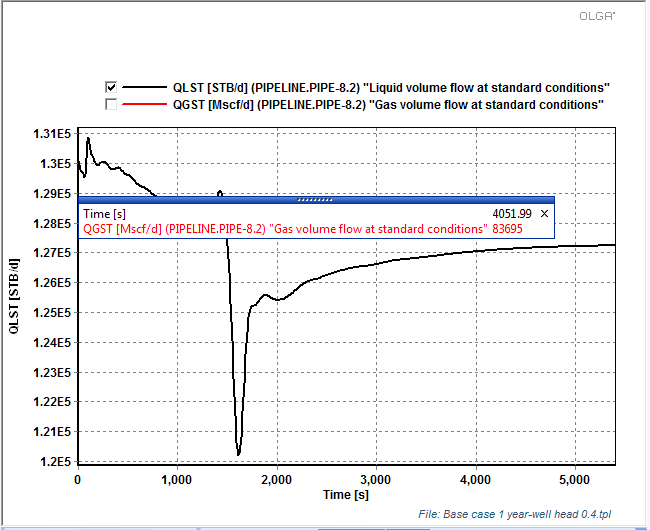 OLGA
QLST [STB/d] (PIPELINE.PIPE-8.2) "Liquid volume flow at standard conditions"
QGST [Mscf/d] (PIPELINE.PIPE-8.2) "Gas volume flow at standard conditions"
1.31E5
1.3E5
1.29E5
Time [s] 4051.99 X
QGST [Mscf/d] (PIPELINE.PIPE-8.2) "Gas volume flow at standard conditions" 83695
1.28E5
1.27E5
1.26E5
1.25E5
1.24E5
1.23E5
1.22E5
1.21E5
1.2E5
QLST [STB/d]
0 1,000 2,000 3,000 4,000 5,000
Time [s]
File: Base case 1 year-well head 0.4.tpl